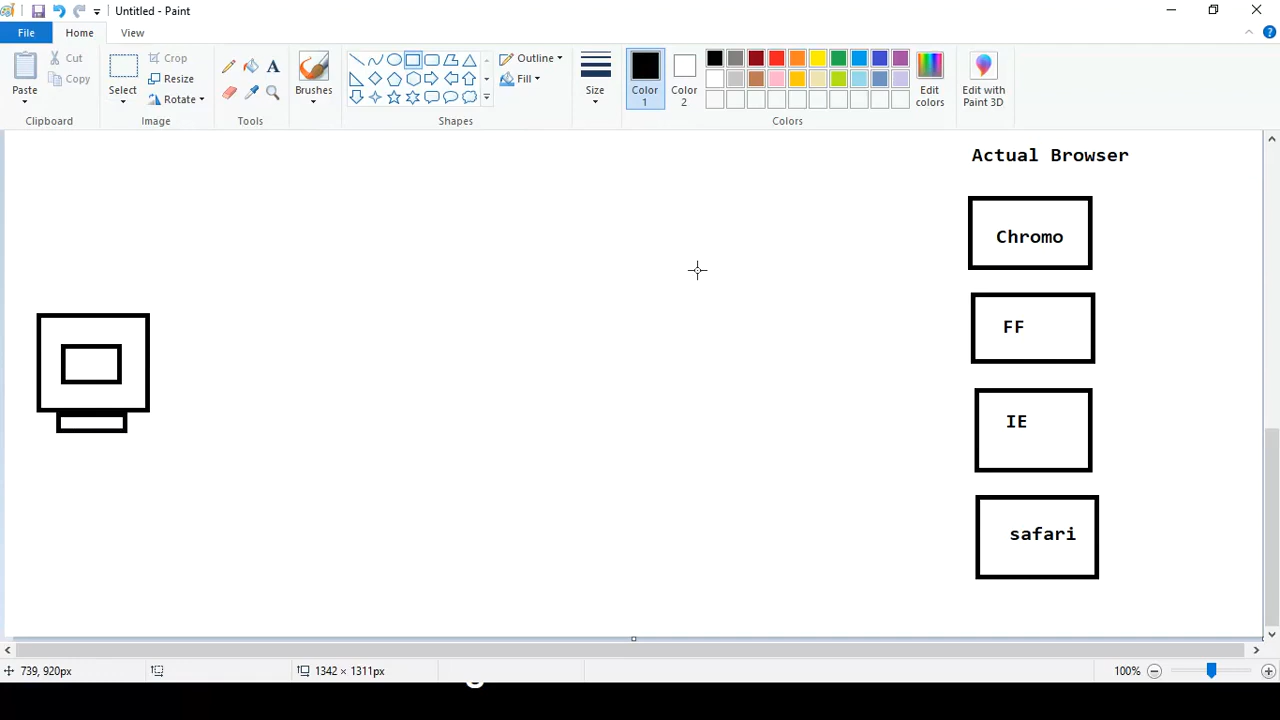 Untitled - Paint
File
Home
View
Paste
Cut
Copy
Clipboard
Select
Crop
Resize
Rotate
Image
Tools
Brushes
Shapes
Outline
Fill
Size
Color 1
Color 2
Colors
Edit colors
Edit with Paint 3D
Actual Browser
Chromo
FF
IE
safari
739, 920px
1342 × 1311px
100%